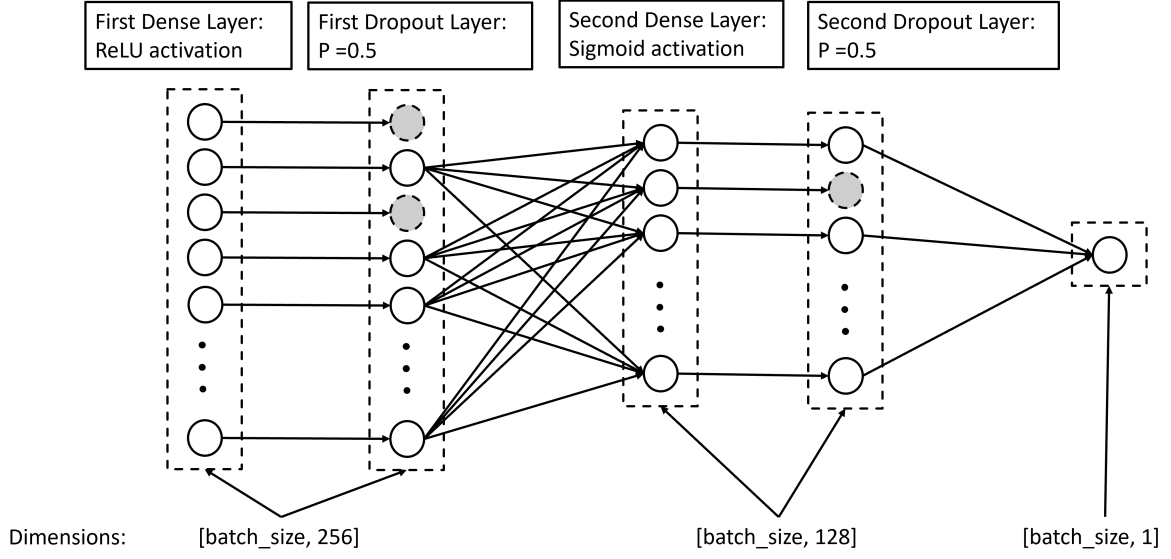 First Dense Layer:
ReLU activation
First Dropout Layer:
P =0.5
Second Dense Layer:
Sigmoid activation
Second Dropout Layer:
P =0.5
Dimensions:
[batch_size, 256]
[batch_size, 128]
[batch_size, 1]